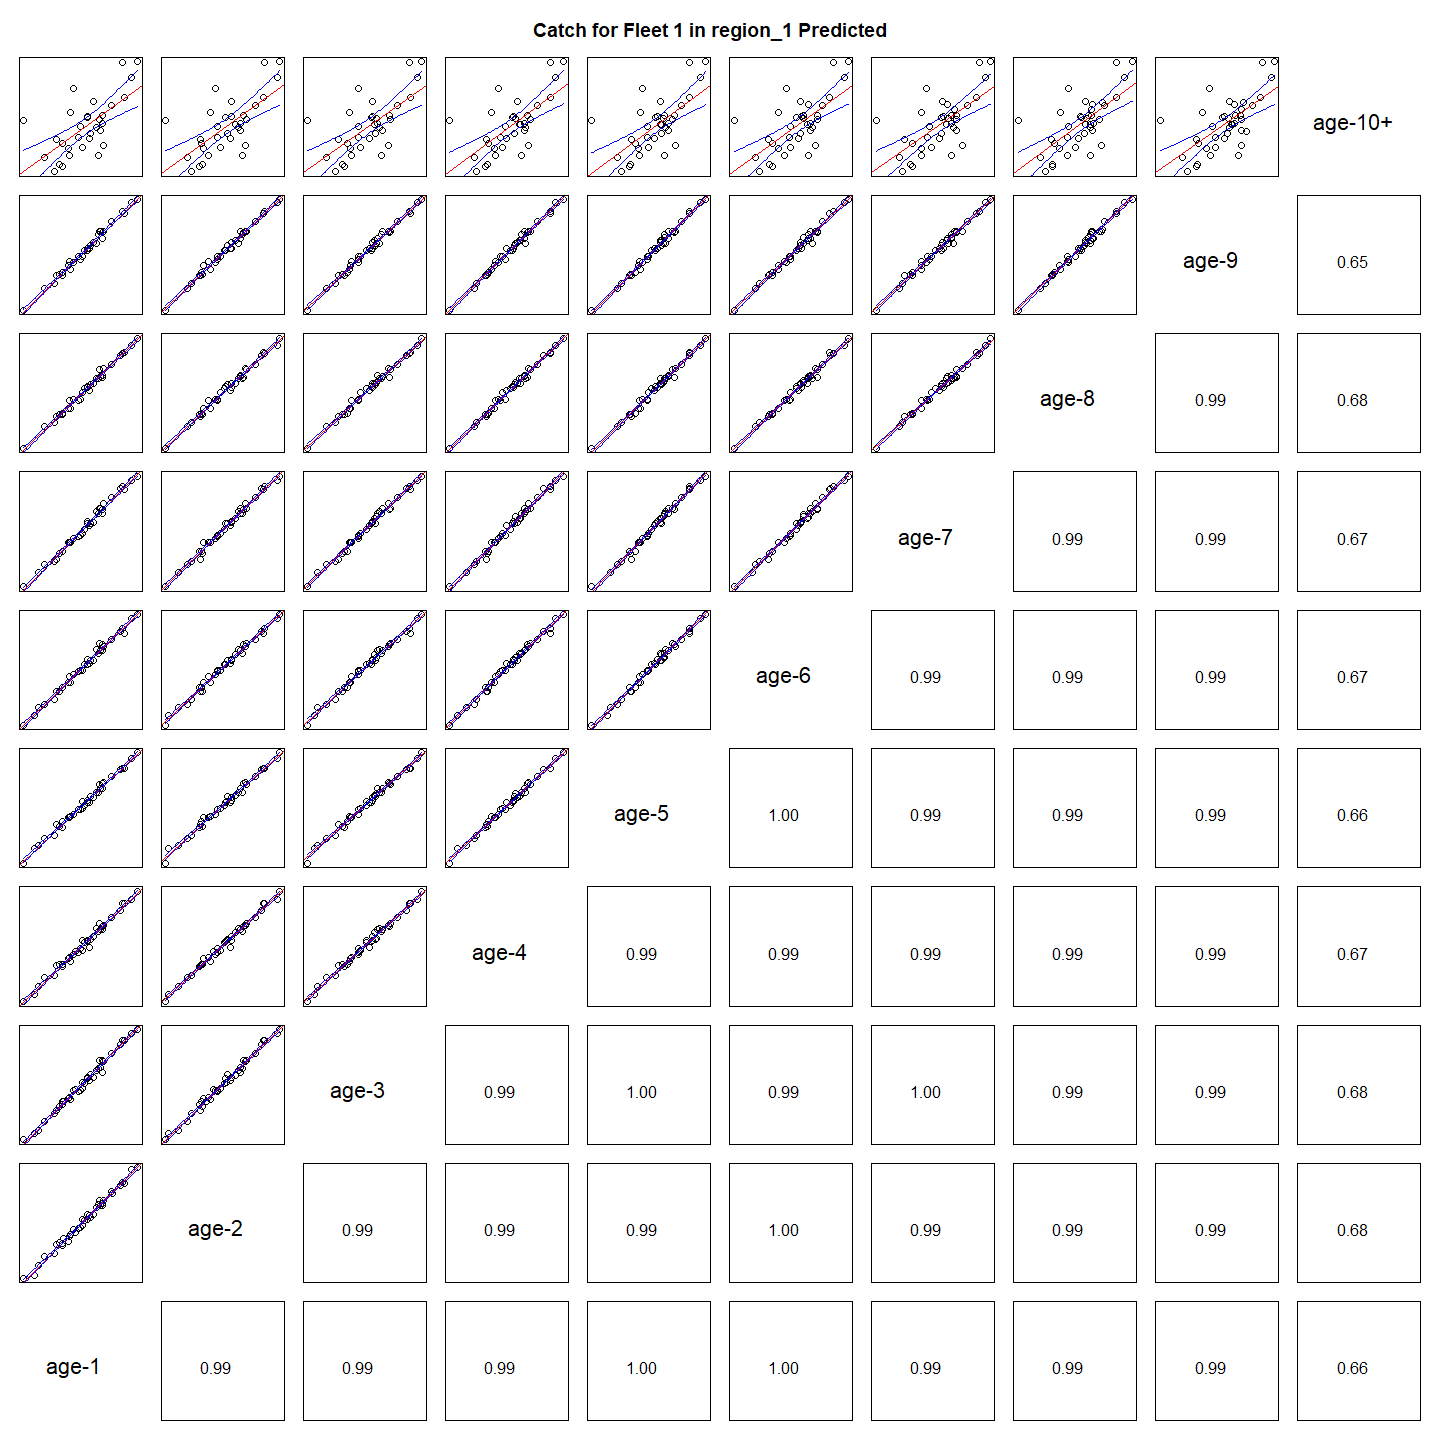 Catch for Fleet 1 in region_1 Predicted
age-10+
age-9 0.65
age-8 0.99 0.68
age-7 0.99 0.99 0.67
age-6 0.99 0.99 0.99 0.67
age-5 1.00 0.99 0.99 0.99 0.66
age-4 0.99 0.99 0.99 0.99 0.99 0.67
age-3 0.99 1.00 0.99 1.00 0.99 0.99 0.68
age-2 0.99 0.99 0.99 1.00 0.99 0.99 0.99 0.68
age-1 0.99 0.99 0.99 1.00 1.00 0.99 0.99 0.99 0.66